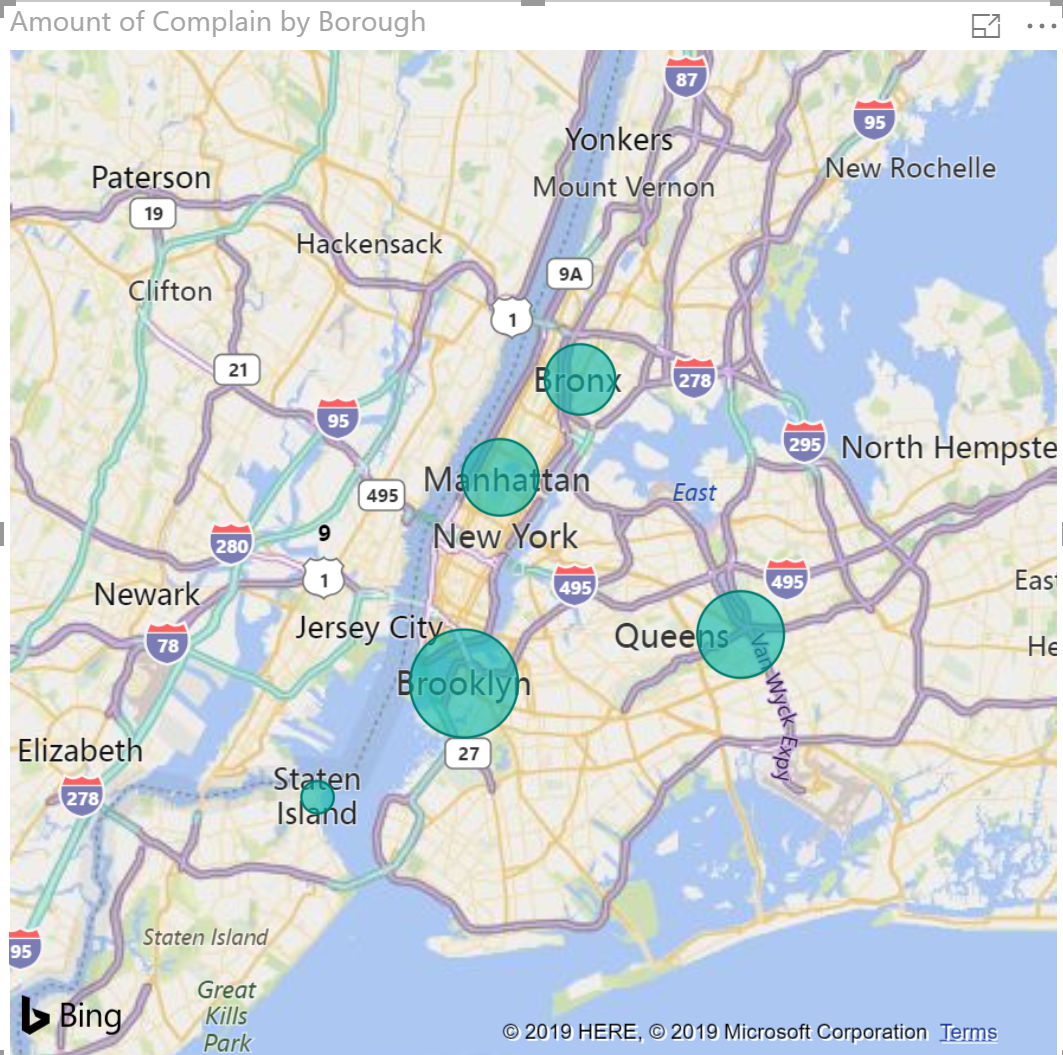 Amount of Complain by Borough
87
95
Yonkers
New Rochelle
Paterson
Mount Vernon
19
Hackensack
9A
Clifton
1
21
Bronx
278
95
295
North Hempste
Manhattan
495
East
9
New York
280
1
495
495
East
Newark
Jersey City
Queens
78
He
Van Wyck Expy
Brooklyn
Elizabeth
27
Staten
Island
278
Staten Island
95
Great
Kills
Park
Bing
© 2019 HERE, © 2019 Microsoft Corporation Terms